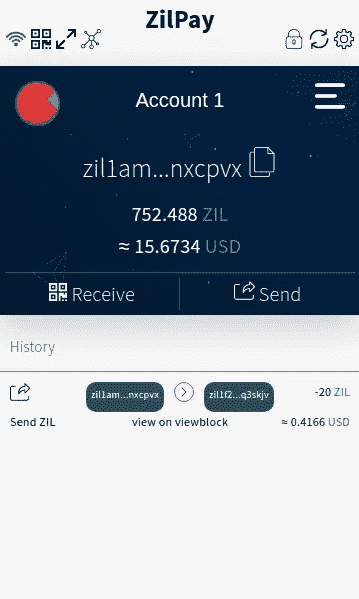 ZilPay
Account 1
zil1am...nxcpvx
752.488 ZIL
≈ 15.6734 USD
Receive
Send
History
zil1am...nxcpvx
zil1f2...q3skjv
-20 ZIL
Send ZIL
view on viewblock
≈ 0.4166 USD